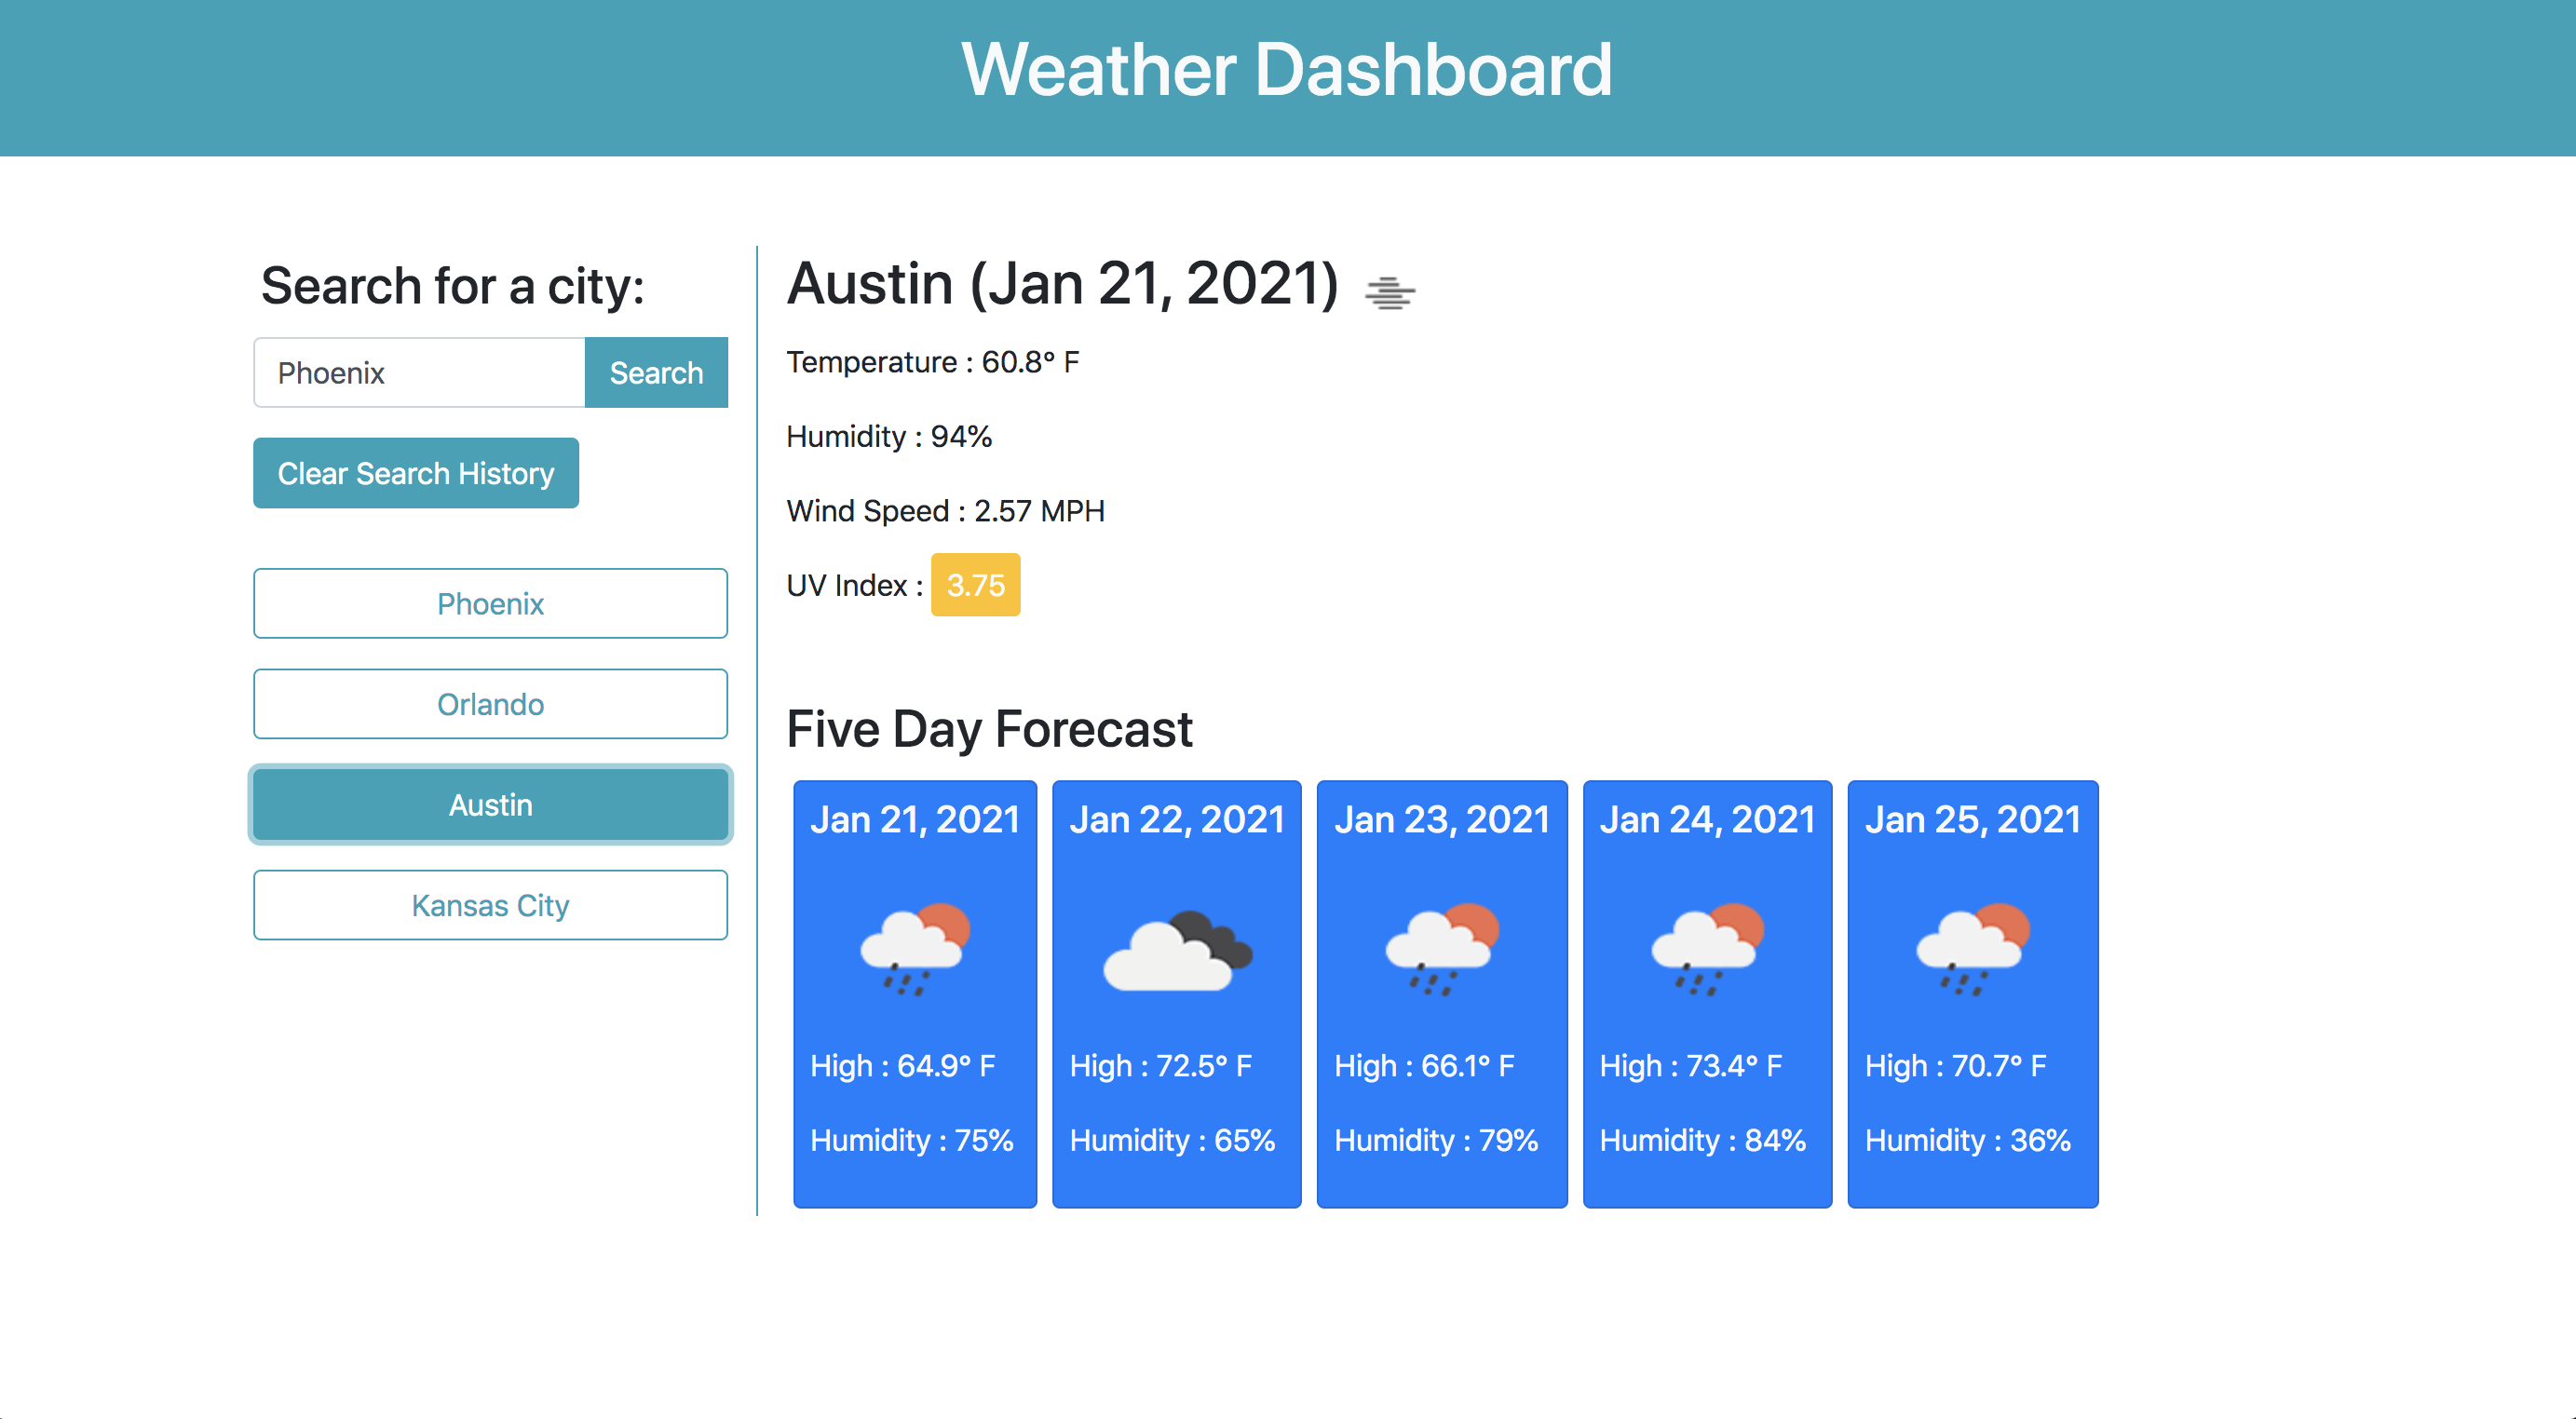 Weather Dashboard
Search for a city:
Phoenix
Search
Clear Search History
Phoenix
Orlando
Austin
Kansas City
Austin (Jan 21, 2021)
Temperature : 60.8° F
Humidity : 94%
Wind Speed : 2.57 MPH
UV Index : 3.75
Five Day Forecast
Jan 21, 2021
High : 64.9° F
Humidity : 75%
Jan 22, 2021
High : 72.5° F
Humidity : 65%
Jan 23, 2021
High : 66.1° F
Humidity : 79%
Jan 24, 2021
High : 73.4° F
Humidity : 84%
Jan 25, 2021
High : 70.7° F
Humidity : 36%